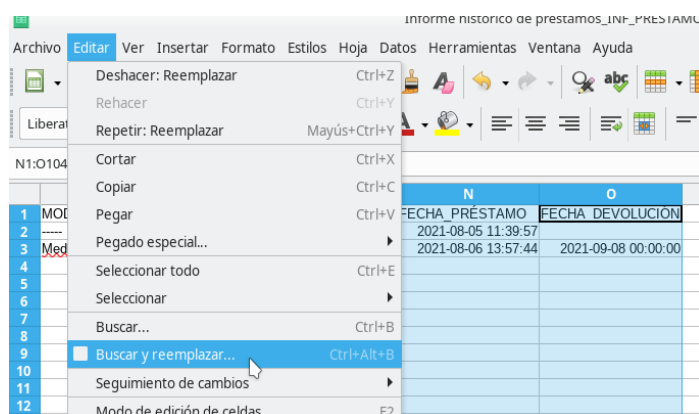 Informe histórico de préstamos_INF_PRESTAMO
Archivo Editar Ver Insertar Formato Estilos Hoja Datos Herramientas Ventana Ayuda
Deshacer: Reemplazar Ctrl+Z
Rehacer Ctrl+Y
Repetir: Reemplazar Mayús+Ctrl+Y
Liberat
Cortar Ctrl+X
N1:O104
Copiar Ctrl+C
N O
Pegar Ctrl+V
1 MOD FECHA_PRÉSTAMO FECHA_DEVOLUCIÓN
2 ----- 2021-08-05 11:39:57
Pegado especial...
3 Med 2021-08-06 13:57:44 2021-09-08 00:00:00
4
Seleccionar todo Ctrl+E
5
6
Seleccionar
7
Buscar... Ctrl+B
8
9
Buscar y reemplazar... Ctrl+Alt+B
10
11
Seguimiento de cambios
12
Modo de edición de celdas F2
abc